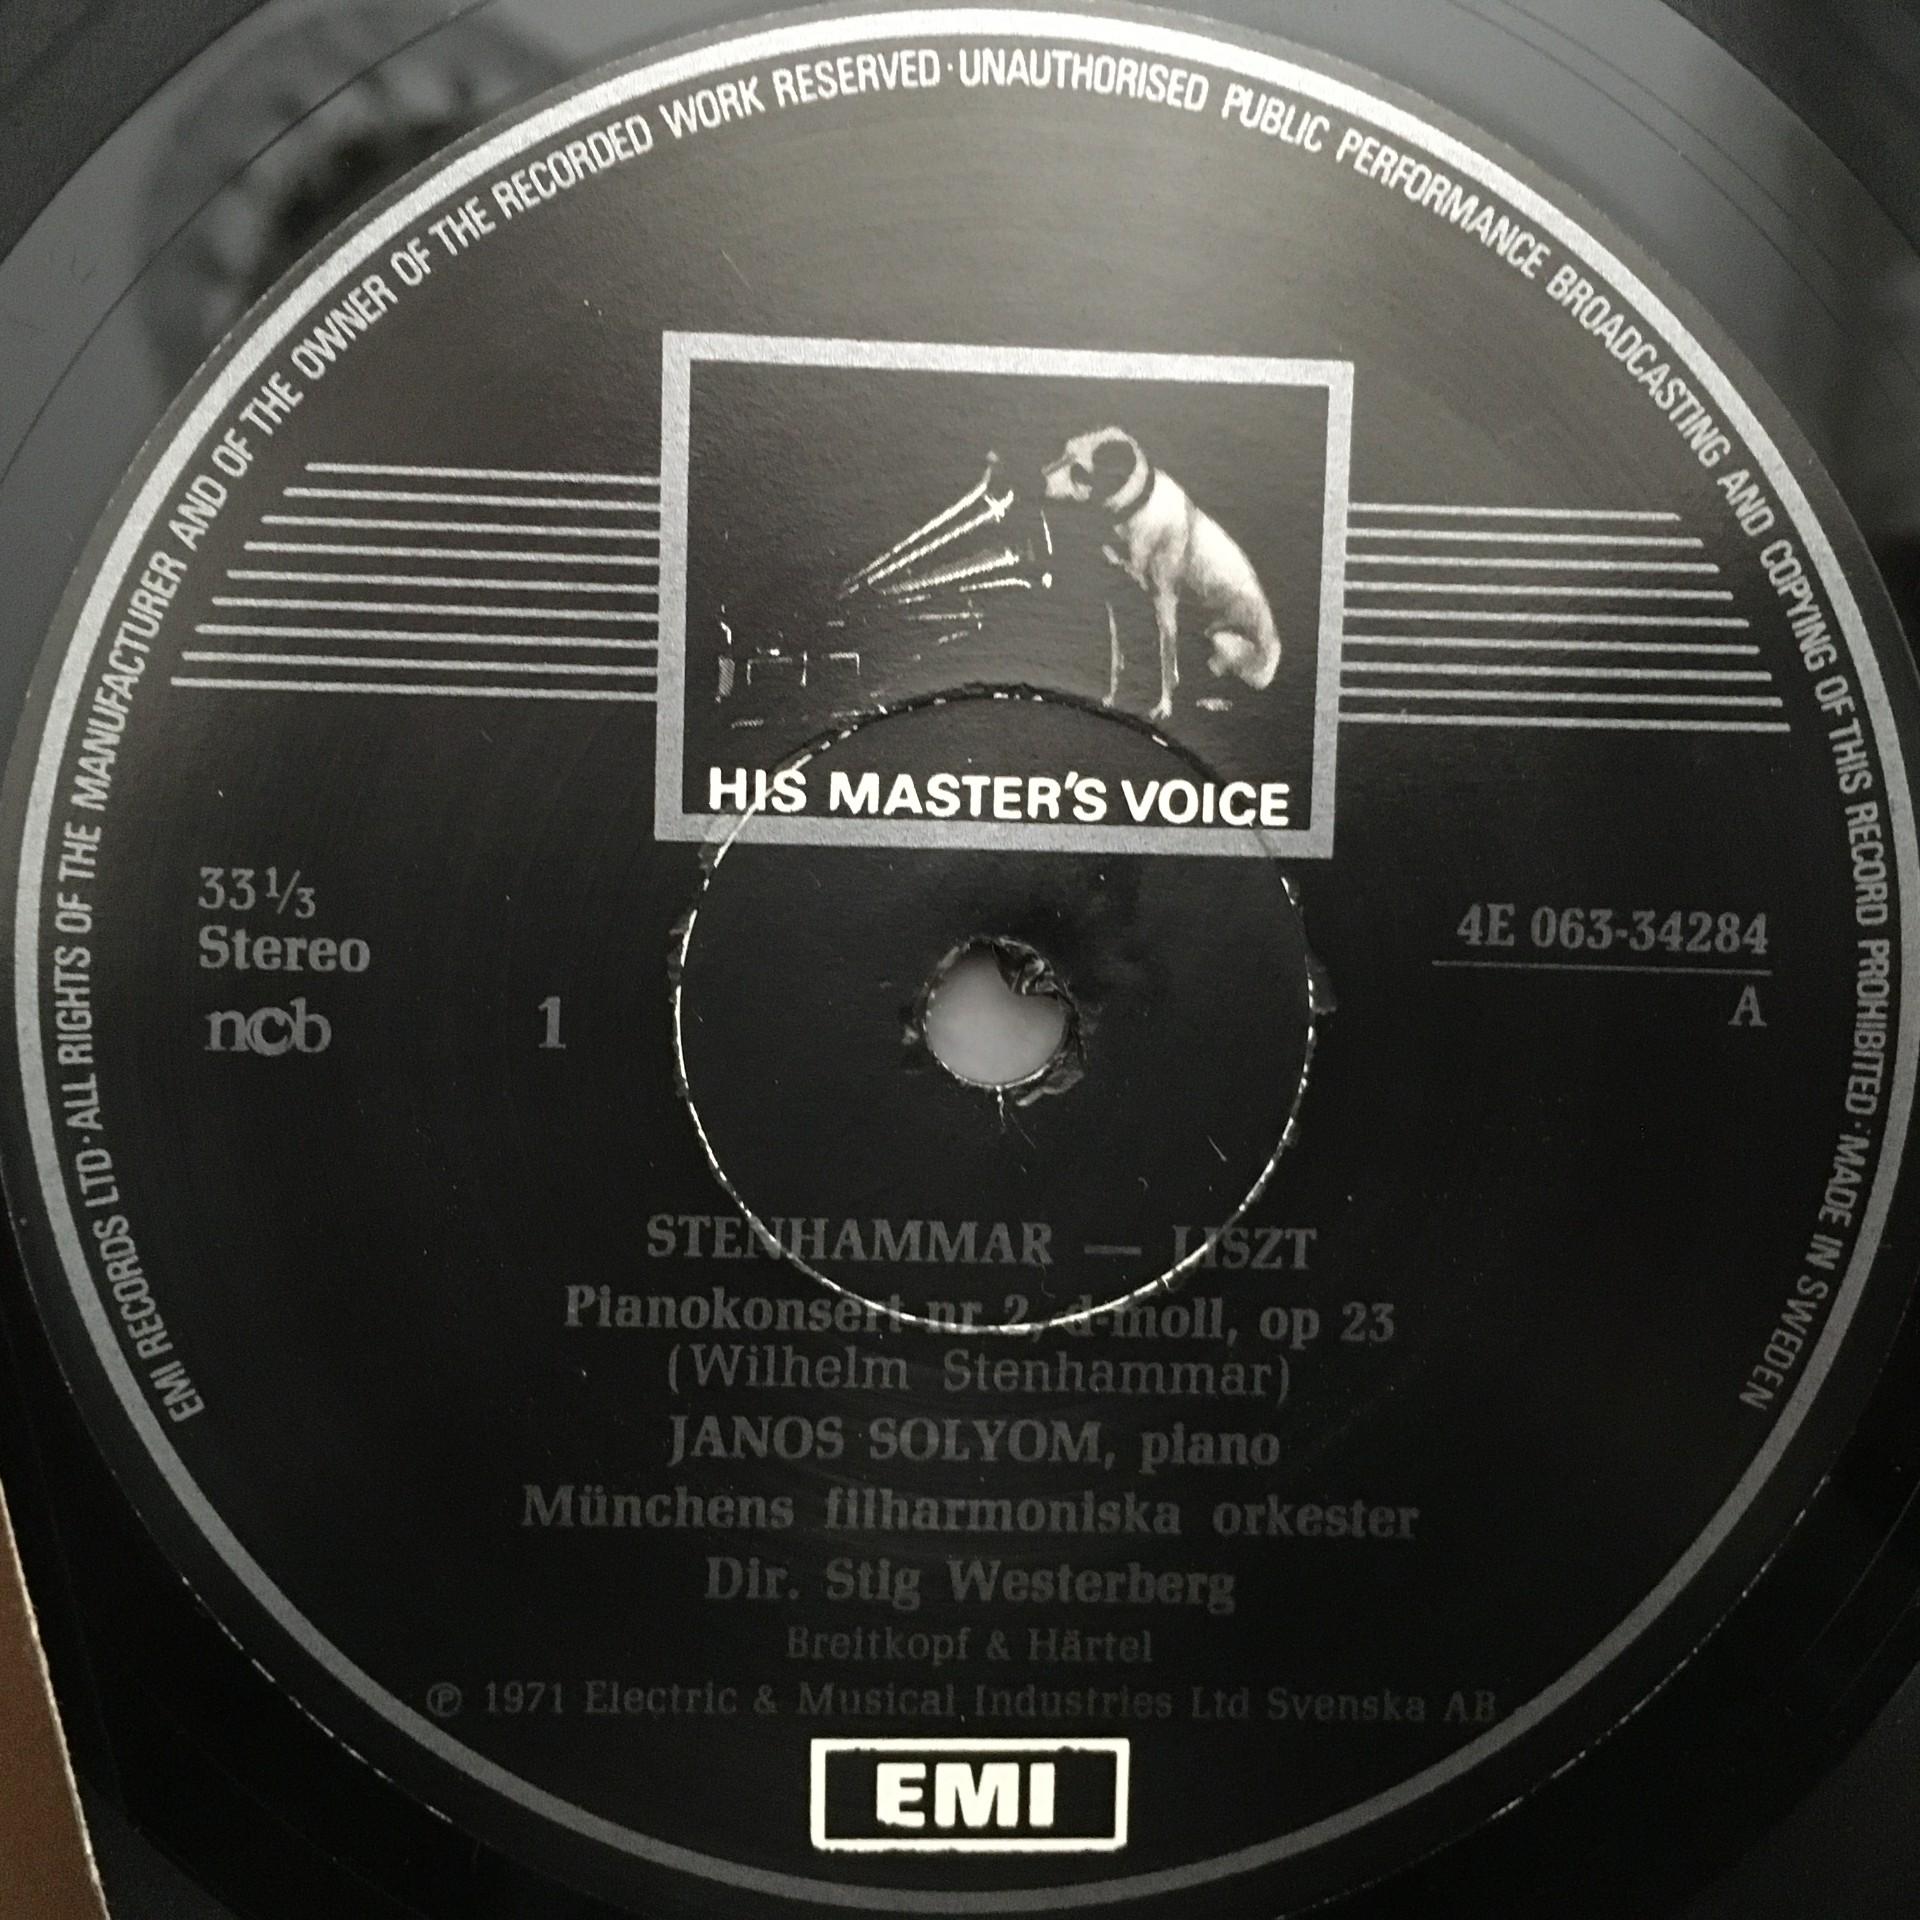 EMI RECORDS LTD·ALL RIGHTS OF THE MANUFACTURER AND OF THE OWNER OF THE RECORDED WORK RESERVED·UNAUTHORISED PUBLIC PERFORMANCE BROADCASTING AND COPYING OF THIS RECORD PROHIBITED·MADE IN SWEDEN
HIS MASTER'S VOICE
33 1/3
Stereo
ncb
1
4E 063-34284
A
STENHAMMAR — LISZT
Pianokonsert nr 2, d-moll, op 23
(Wilhelm Stenhammar)
JANOS SOLYOM, piano
Münchens filharmoniska orkester
Dir. Stig Westerberg
Breitkopf & Härtel
℗ 1971 Electric & Musical Industries Ltd Svenska AB
EMI